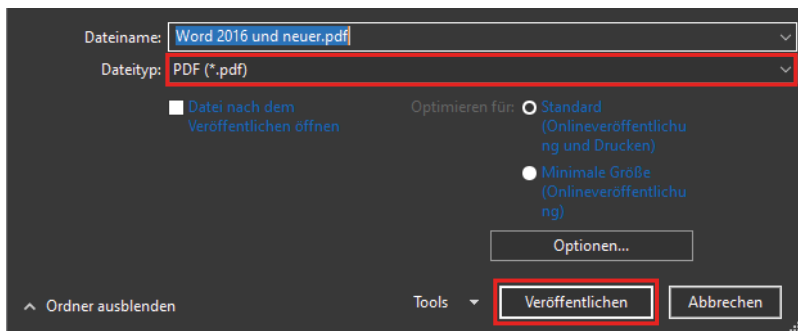 Dateiname: Word 2016 und neuer.pdf
Dateityp: PDF (*.pdf)
Datei nach dem
Veröffentlichen öffnen
Optimieren für: Standard
(Onlineveröffentlichu
ng und Drucken)
Minimale Größe
(Onlineveröffentlichu
ng)
Optionen...
Ordner ausblenden
Tools
Veröffentlichen
Abbrechen